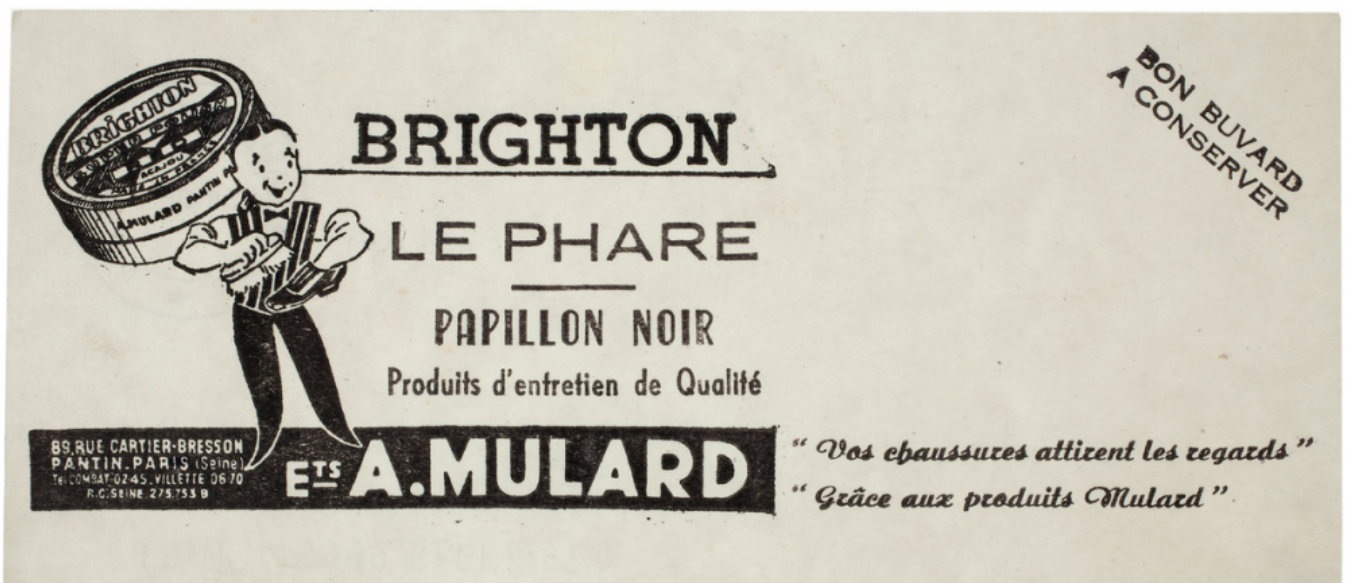 BRIGHTON
ACAJOU
A.MULARD PANTIN
BRIGHTON
LE PHARE
PAPILLON NOIR
Produits d'entretien de Qualité
89, RUE CARTIER-BRESSON
PANTIN.PARIS (Seine)
Tel COMBAT-02-45. VILLETTE 06-70
R.C. SEINE. 275.753 B
ETS A.MULARD
BON BUVARD
A CONSERVER
“ Vos chaussures attirent les regards ”
“ Grâce aux produits Mulard ”